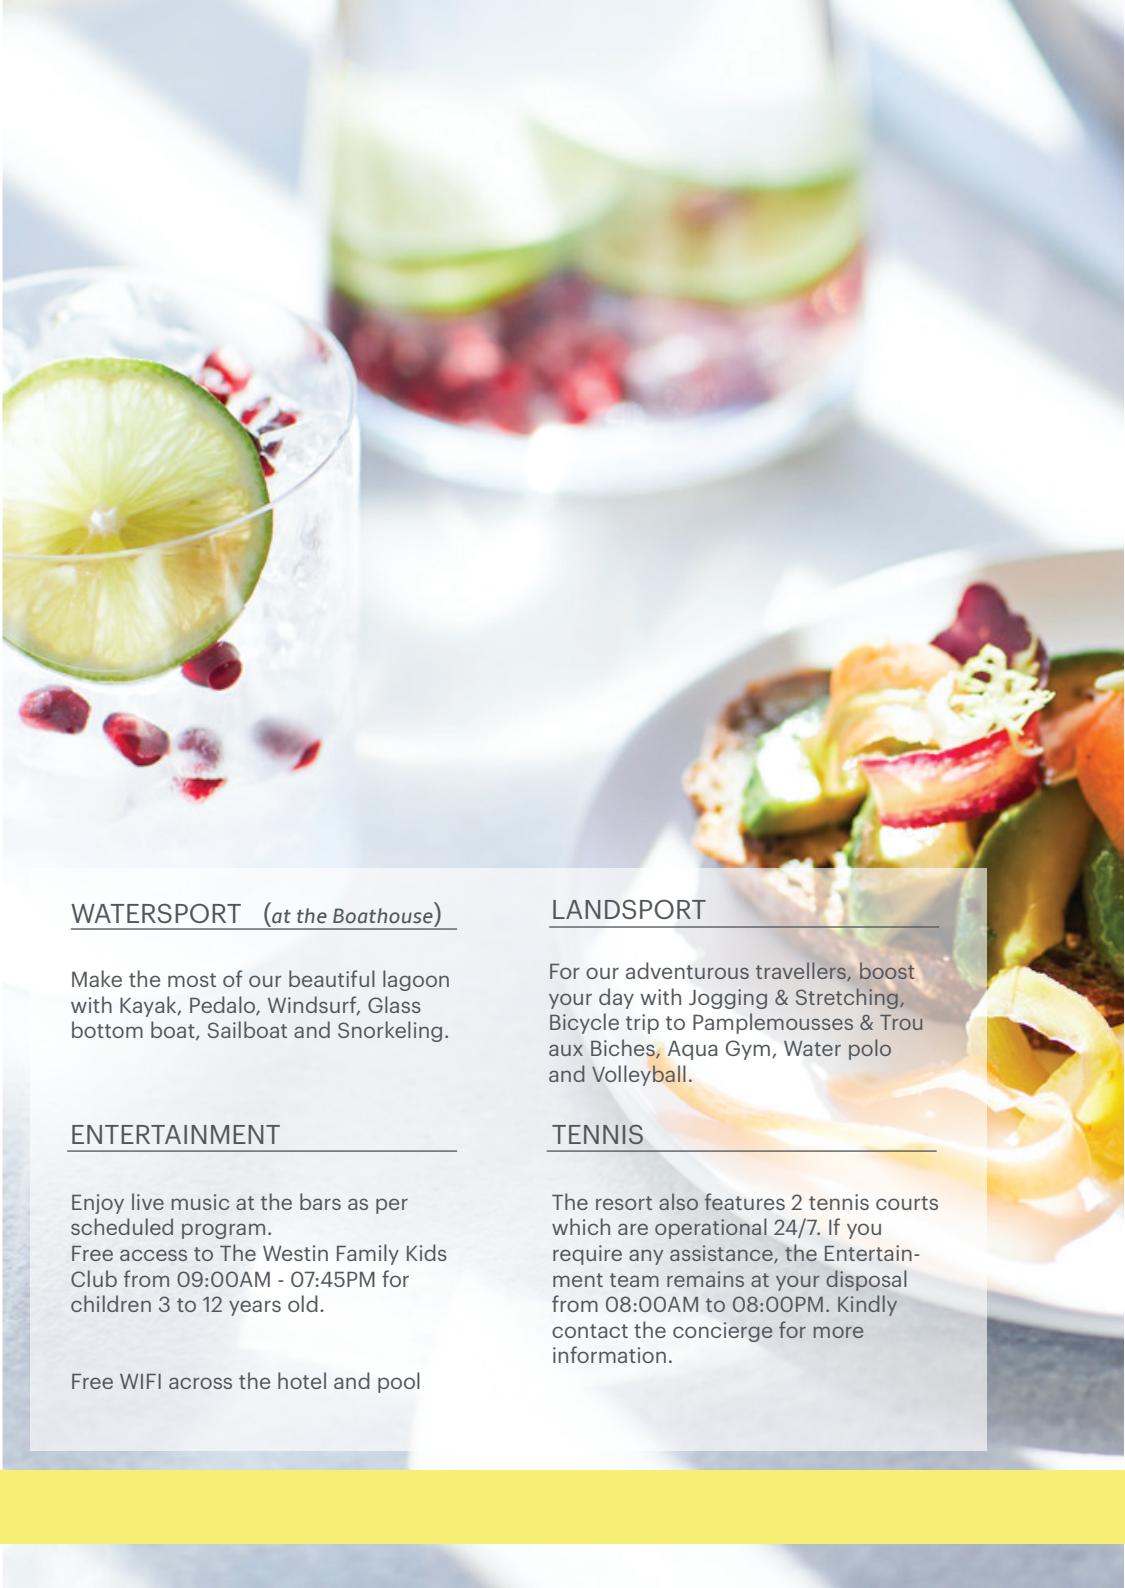 WATERSPORT (at the Boathouse)
Make the most of our beautiful lagoon
with Kayak, Pedalo, Windsurf, Glass
bottom boat, Sailboat and Snorkeling.
ENTERTAINMENT
Enjoy live music at the bars as per
scheduled program.
Free access to The Westin Family Kids
Club from 09:00AM - 07:45PM for
children 3 to 12 years old.
Free WIFI across the hotel and pool
LANDSPORT
For our adventurous travellers, boost
your day with Jogging & Stretching,
Bicycle trip to Pamplemousses & Trou
aux Biches, Aqua Gym, Water polo
and Volleyball.
TENNIS
The resort also features 2 tennis courts
which are operational 24/7. If you
require any assistance, the Entertain-
ment team remains at your disposal
from 08:00AM to 08:00PM. Kindly
contact the concierge for more
information.